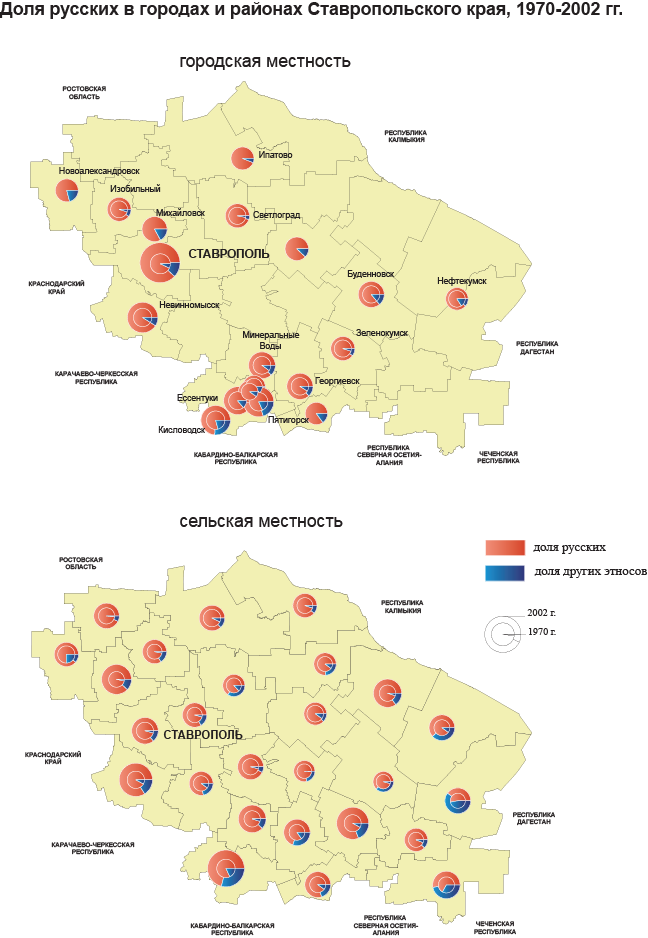 Доля русских в городах и районах Ставропольского края, 1970-2002 гг.
городская местность
РОСТОВСКАЯ
ОБЛАСТЬ
РЕСПУБЛИКА
КАЛМЫКИЯ
Ипатово
Новоалександровск
Изобильный
Михайловск
Светлоград
СТАВРОПОЛЬ
Буденновск
Нефтекумск
КРАСНОДАРСКИЙ
КРАЙ
Невинномысск
Минеральные
Воды
Зеленокумск
РЕСПУБЛИКА
ДАГЕСТАН
КАРАЧАЕВО-ЧЕРКЕССКАЯ
РЕСПУБЛИКА
Георгиевск
Ессентуки
Пятигорск
Кисловодск
КАБАРДИНО-БАЛКАРСКАЯ
РЕСПУБЛИКА
РЕСПУБЛИКА
СЕВЕРНАЯ ОСЕТИЯ-
АЛАНИЯ
ЧЕЧЕНСКАЯ
РЕСПУБЛИКА
сельская местность
доля русских
доля других этносов
2002 г.
1970 г.
РОСТОВСКАЯ
ОБЛАСТЬ
РЕСПУБЛИКА
КАЛМЫКИЯ
СТАВРОПОЛЬ
КРАСНОДАРСКИЙ
КРАЙ
РЕСПУБЛИКА
ДАГЕСТАН
КАРАЧАЕВО-ЧЕРКЕССКАЯ
РЕСПУБЛИКА
КАБАРДИНО-БАЛКАРСКАЯ
РЕСПУБЛИКА
РЕСПУБЛИКА
СЕВЕРНАЯ ОСЕТИЯ-
АЛАНИЯ
ЧЕЧЕНСКАЯ
РЕСПУБЛИКА